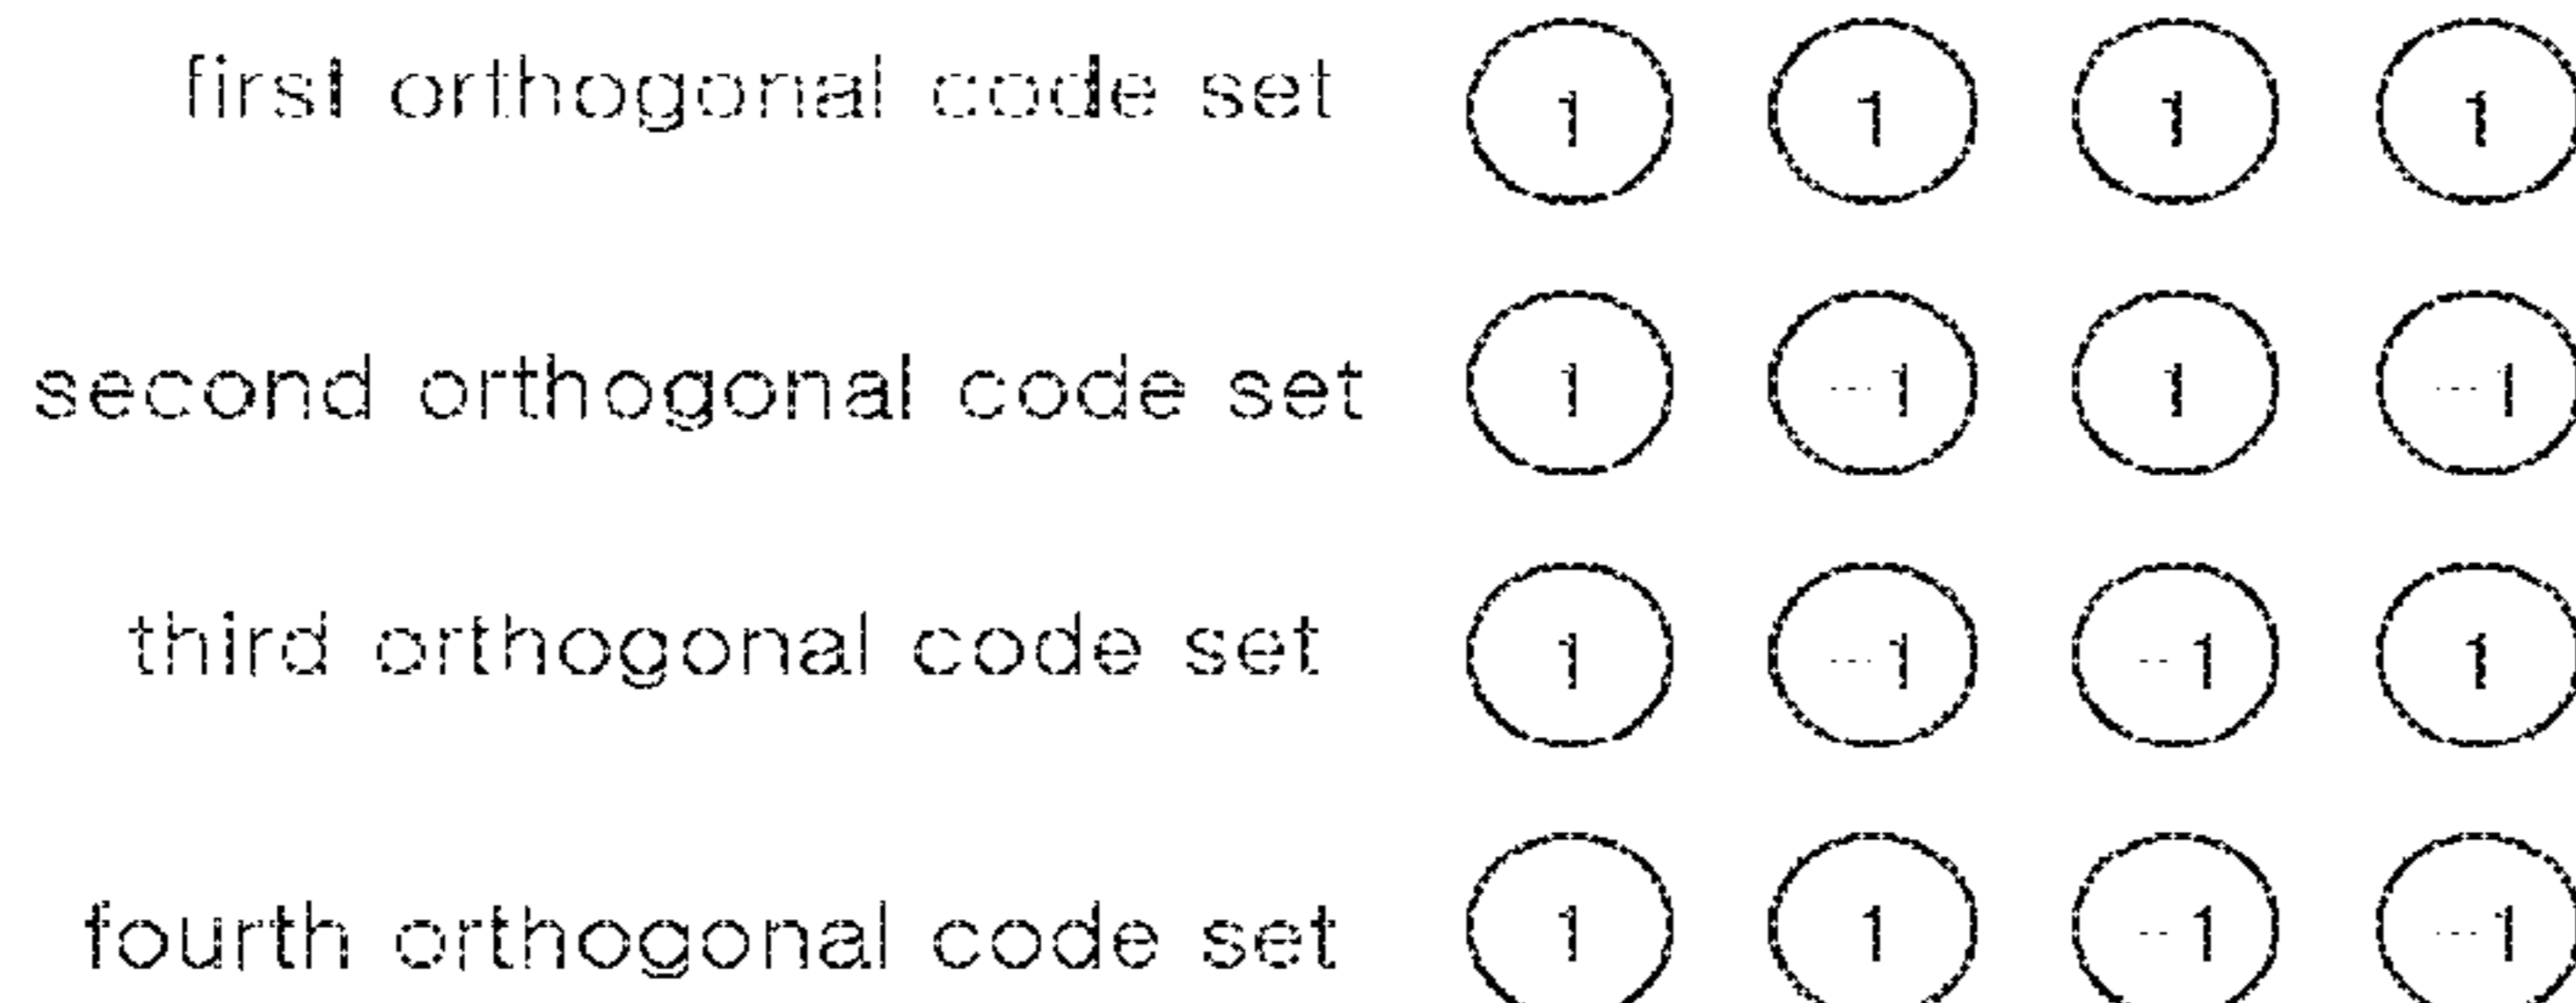 first orthogonal code set 1 1 1 1
second orthogonal code set 1 -1 1 -1
third orthogonal code set 1 -1 -1 1
fourth orthogonal code set 1 1 -1 -1